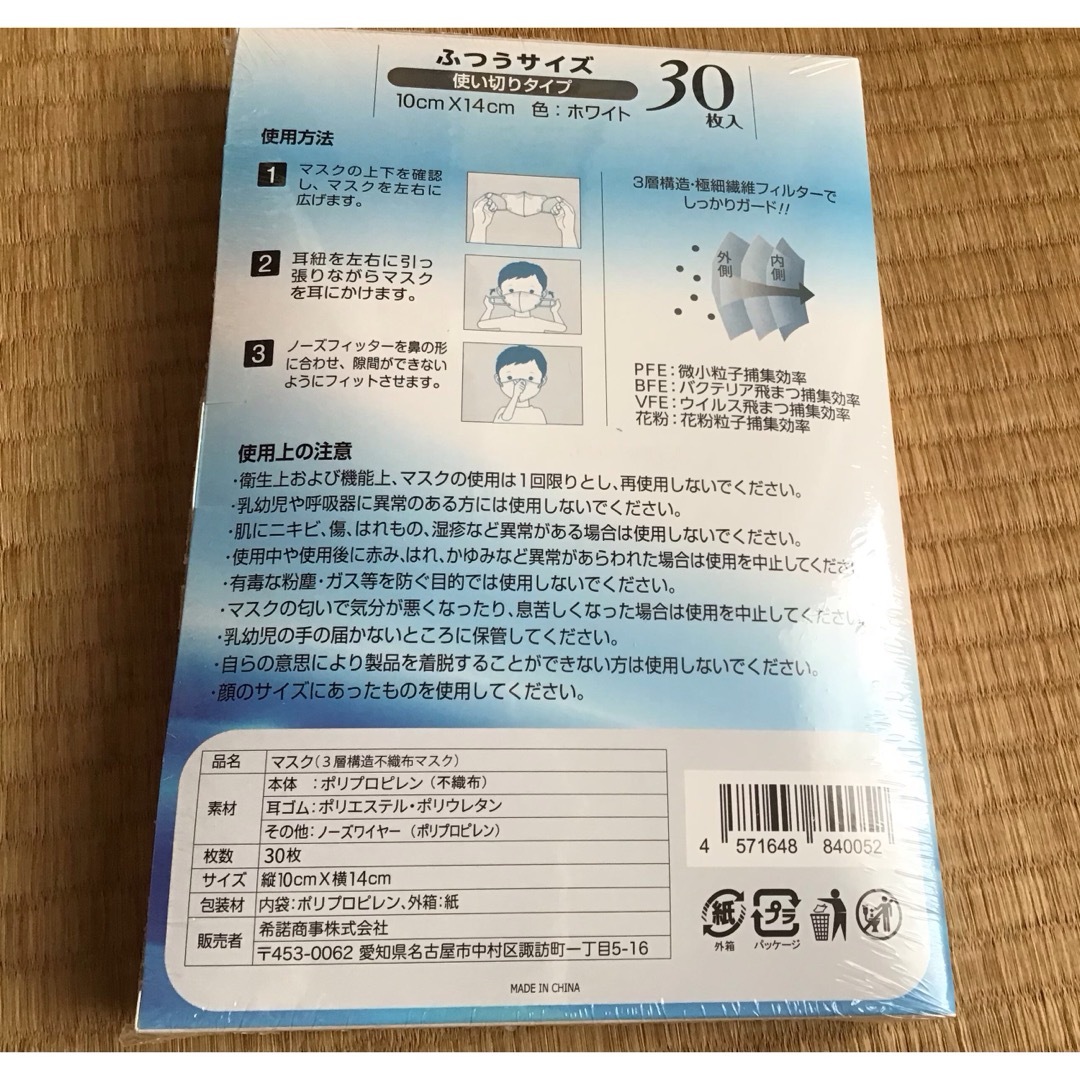 ふつうサイズ
使い切りタイプ
10cm X 14cm 色：ホワイト
30
枚入
使用方法
1 マスクの上下を確認
し、マスクを左右に
広げます。
2 耳紐を左右に引っ
張りながらマスク
を耳にかけます。
3 ノーズフィッターを鼻の形
に合わせ、隙間ができない
ようにフィットさせます。
3層構造・極細繊維フィルターで
しっかりガード!!
外側
内側
PFE：微小粒子捕集効率
BFE：バクテリア飛まつ捕集効率
VFE：ウイルス飛まつ捕集効率
花粉：花粉粒子捕集効率
使用上の注意
・衛生上および機能上、マスクの使用は1回限りとし、再使用しないでください。
・乳幼児や呼吸器に異常のある方には使用しないでください。
・肌にニキビ、傷、はれもの、湿疹など異常がある場合は使用しないでください。
・使用中や使用後に赤み、はれ、かゆみなど異常があらわれた場合は使用を中止してくださ
・有毒な粉塵・ガス等を防ぐ目的では使用しないでください。
・マスクの匂いで気分が悪くなったり、息苦しくなった場合は使用を中止してくださ
・乳幼児の手の届かないところに保管してください。
・自らの意思により製品を着脱することができない方は使用しないでください。
・顔のサイズにあったものを使用してください。
品名 マスク（3層構造不織布マスク）
素材 本体 ：ポリプロピレン（不織布）
耳ゴム：ポリエステル・ポリウレタン
その他：ノーズワイヤー（ポリプロピレン）
枚数 30枚
サイズ 縦10cm X 横14cm
包装材 内袋：ポリプロピレン、外箱：紙
販売者 希諾商事株式会社
〒453-0062 愛知県名古屋市中村区諏訪町一丁目5-16
4 571648 840052
紙
外箱
プラ
パッケージ
MADE IN CHINA